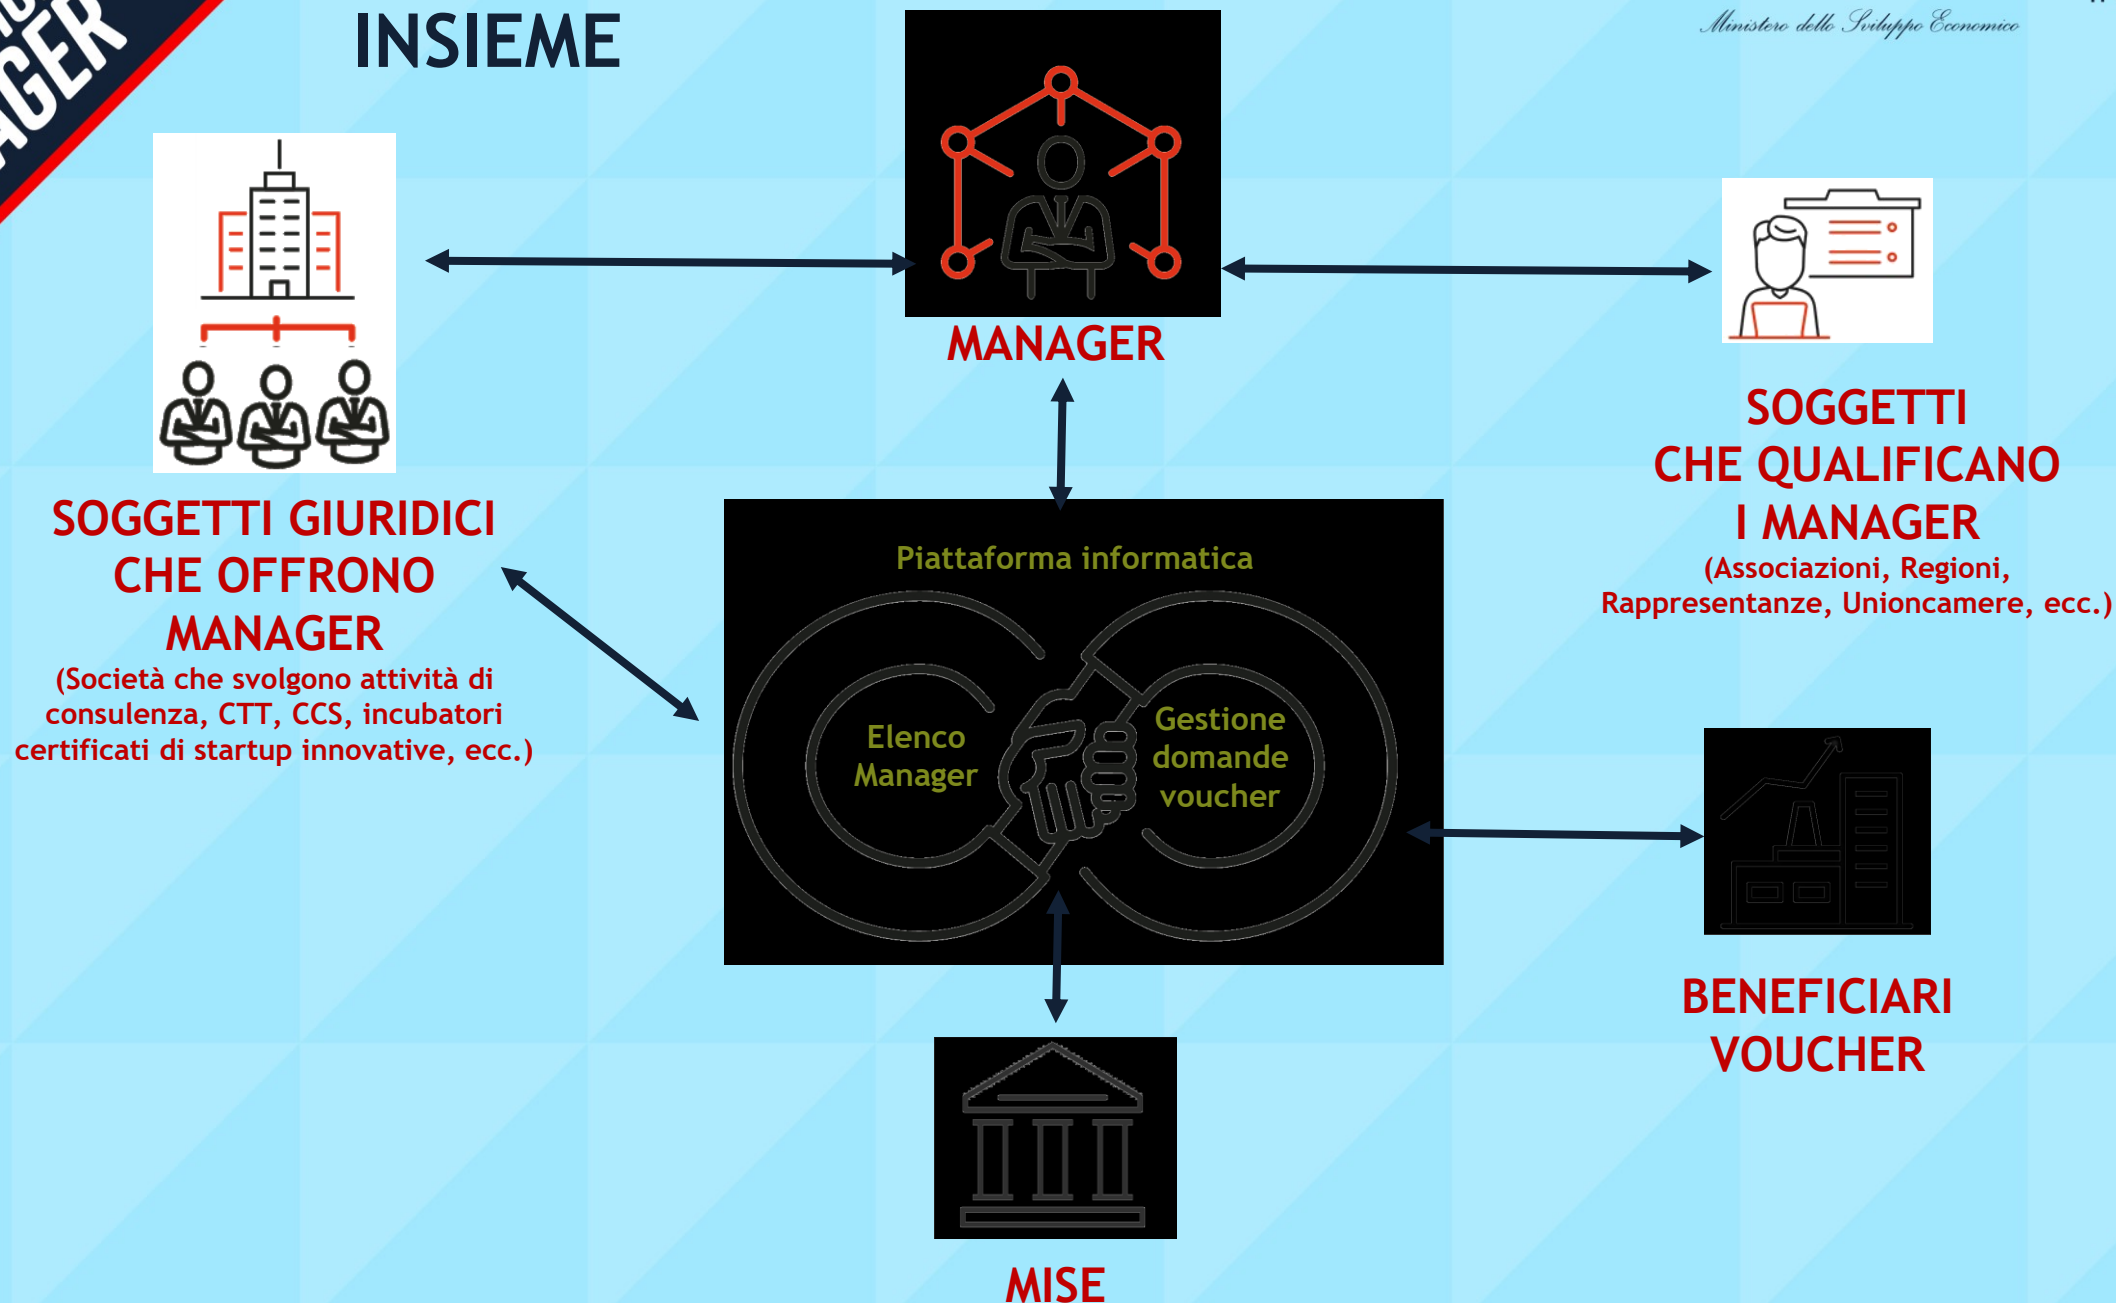 INSIEME
Ministero dello Sviluppo Economico
AGER
MANAGER
SOGGETTI GIURIDICI
CHE OFFRONO
MANAGER
(Società che svolgono attività di
consulenza, CTT, CCS, incubatori
certificati di startup innovative, ecc.)
SOGGETTI
CHE QUALIFICANO
I MANAGER
(Associazioni, Regioni,
Rappresentanze, Unioncamere, ecc.)
Piattaforma informatica
Elenco
Manager
Gestione
domande
voucher
BENEFICIARI
VOUCHER
MISE